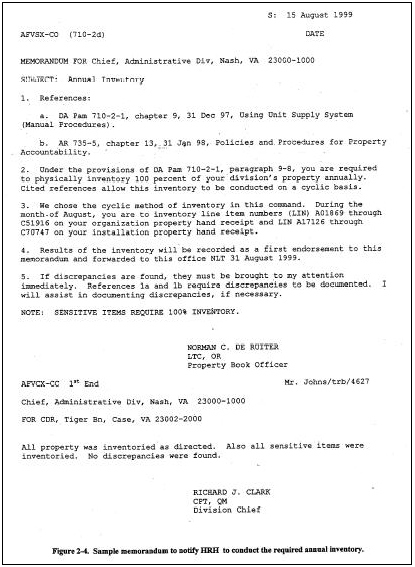 S: 15 August 1999
AFVSX-CO (710-2d) DATE
MEMORANDUM FOR Chief, Administrative Div, Nash, VA 23000-1000
SUBJECT: Annual Inventory
1. References:
a. DA Pam 710-2-1, chapter 9, 31 Dec 97, Using Unit Supply System
(Manual Procedures).
b. AR 735-5, chapter 13, 31 Jan 98, Policies and Procedures for Property
Accountability.
2. Under the provisions of DA Pam 710-2-1, paragraph 9-8, you are required
to physically inventory 100 percent of your division's property annually.
Cited references allow this inventory to be conducted on a cyclic basis.
3. We chose the cyclic method of inventory in this command. During the
month of August, you are to inventory line item numbers (LIN) A01869 through
C51916 on your organization property hand receipt and LIN A17126 through
C70747 on your installation property hand receipt.
4. Results of the inventory will be recorded as a first endorsement to this
memorandum and forwarded to this office NLT 31 August 1999.
5. If discrepancies are found, they must be brought to my attention
immediately. References 1a and 1b require discrepancies to be documented. I
will assist in documenting discrepancies, if necessary.
NOTE: SENSITIVE ITEMS REQUIRE 100% INVENTORY.
NORMAN C. DE RUITER
LTC, OR
Property Book Officer
AFVCX-CC 1st End Mr. Johns/trb/4627
Chief, Administrative Div, Nash, VA 23000-1000
FOR CDR, Tiger Bn, Case, VA 23002-2000
All property was inventoried as directed. Also all sensitive items were
inventoried. No discrepancies were found.
RICHARD J. CLARK
CPT, QM
Division Chief
Figure 2-4. Sample memorandum to notify HRH to conduct the required annual inventory.